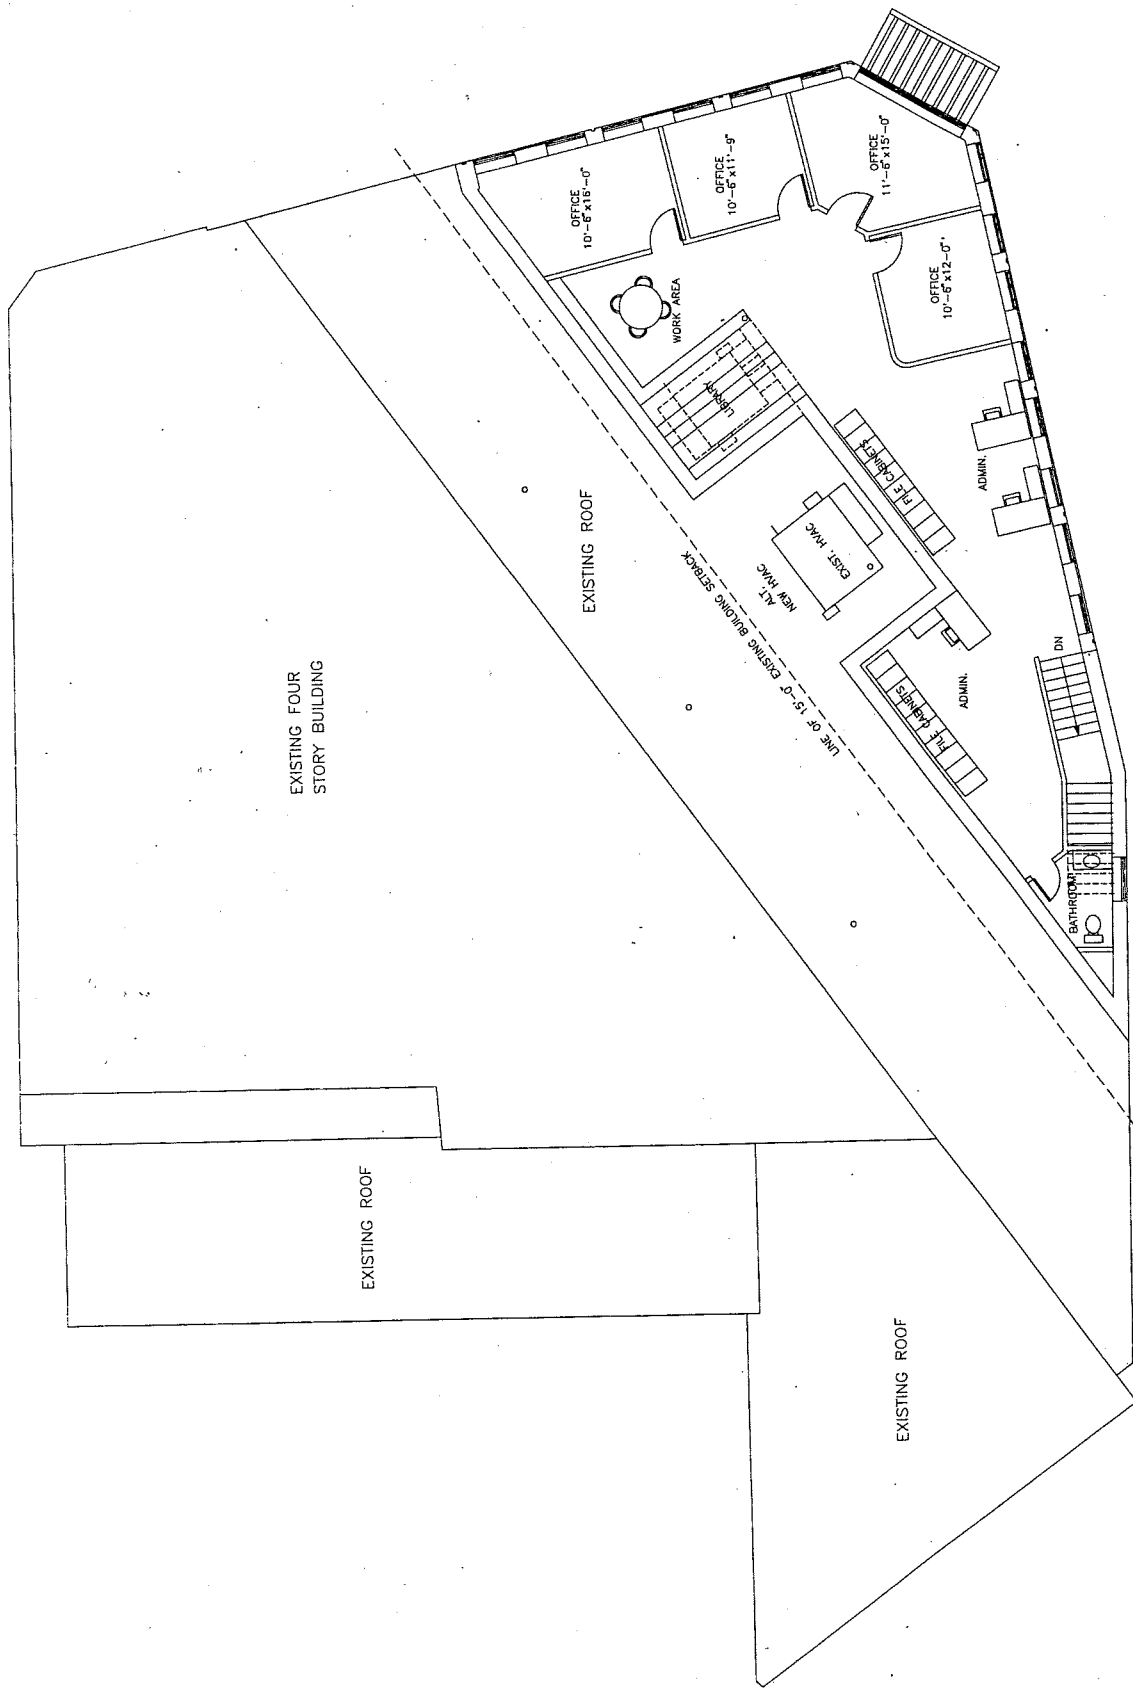 OFFICE
10'-6"x16'-0"
OFFICE
10'-6"x11'-9"
OFFICE
11'-6"x15'-0"
OFFICE
10'-6"x12-0"
WORK AREA
LIBRARY
FILE CABINETS
ADMIN.
EXIST. HVAC
ALT.
NEW HVAC
LINE OF 15'-0" EXISTING BUILDING SETBACK
EXISTING ROOF
EXISTING FOUR
STORY BUILDING
FILE CABINETS
ADMIN.
DN
BATHROOM
EXISTING ROOF
EXISTING ROOF